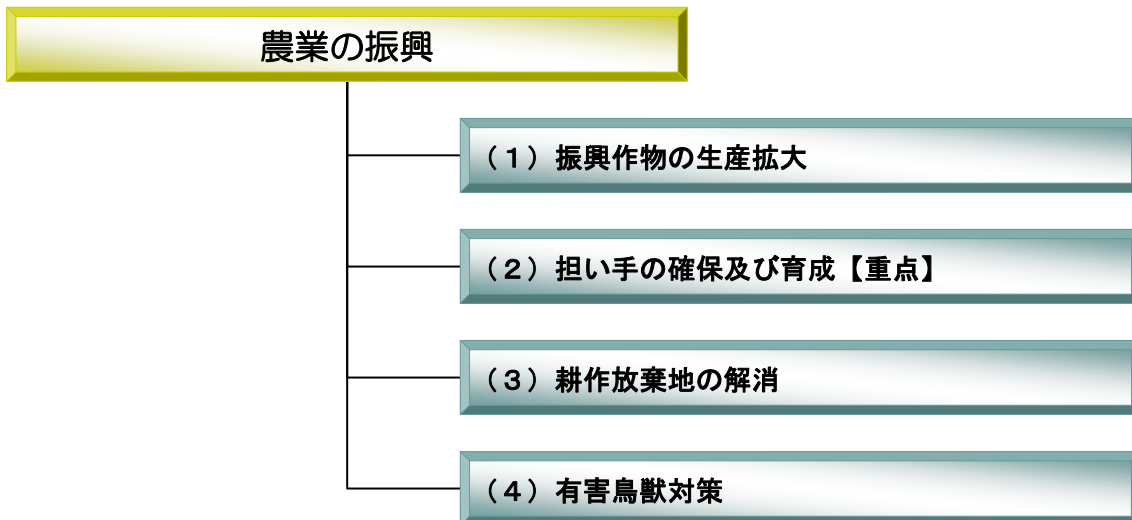 農業の振興
（１）振興作物の生産拡大
（２）担い手の確保及び育成【重点】
（３）耕作放棄地の解消
（４）有害鳥獣対策